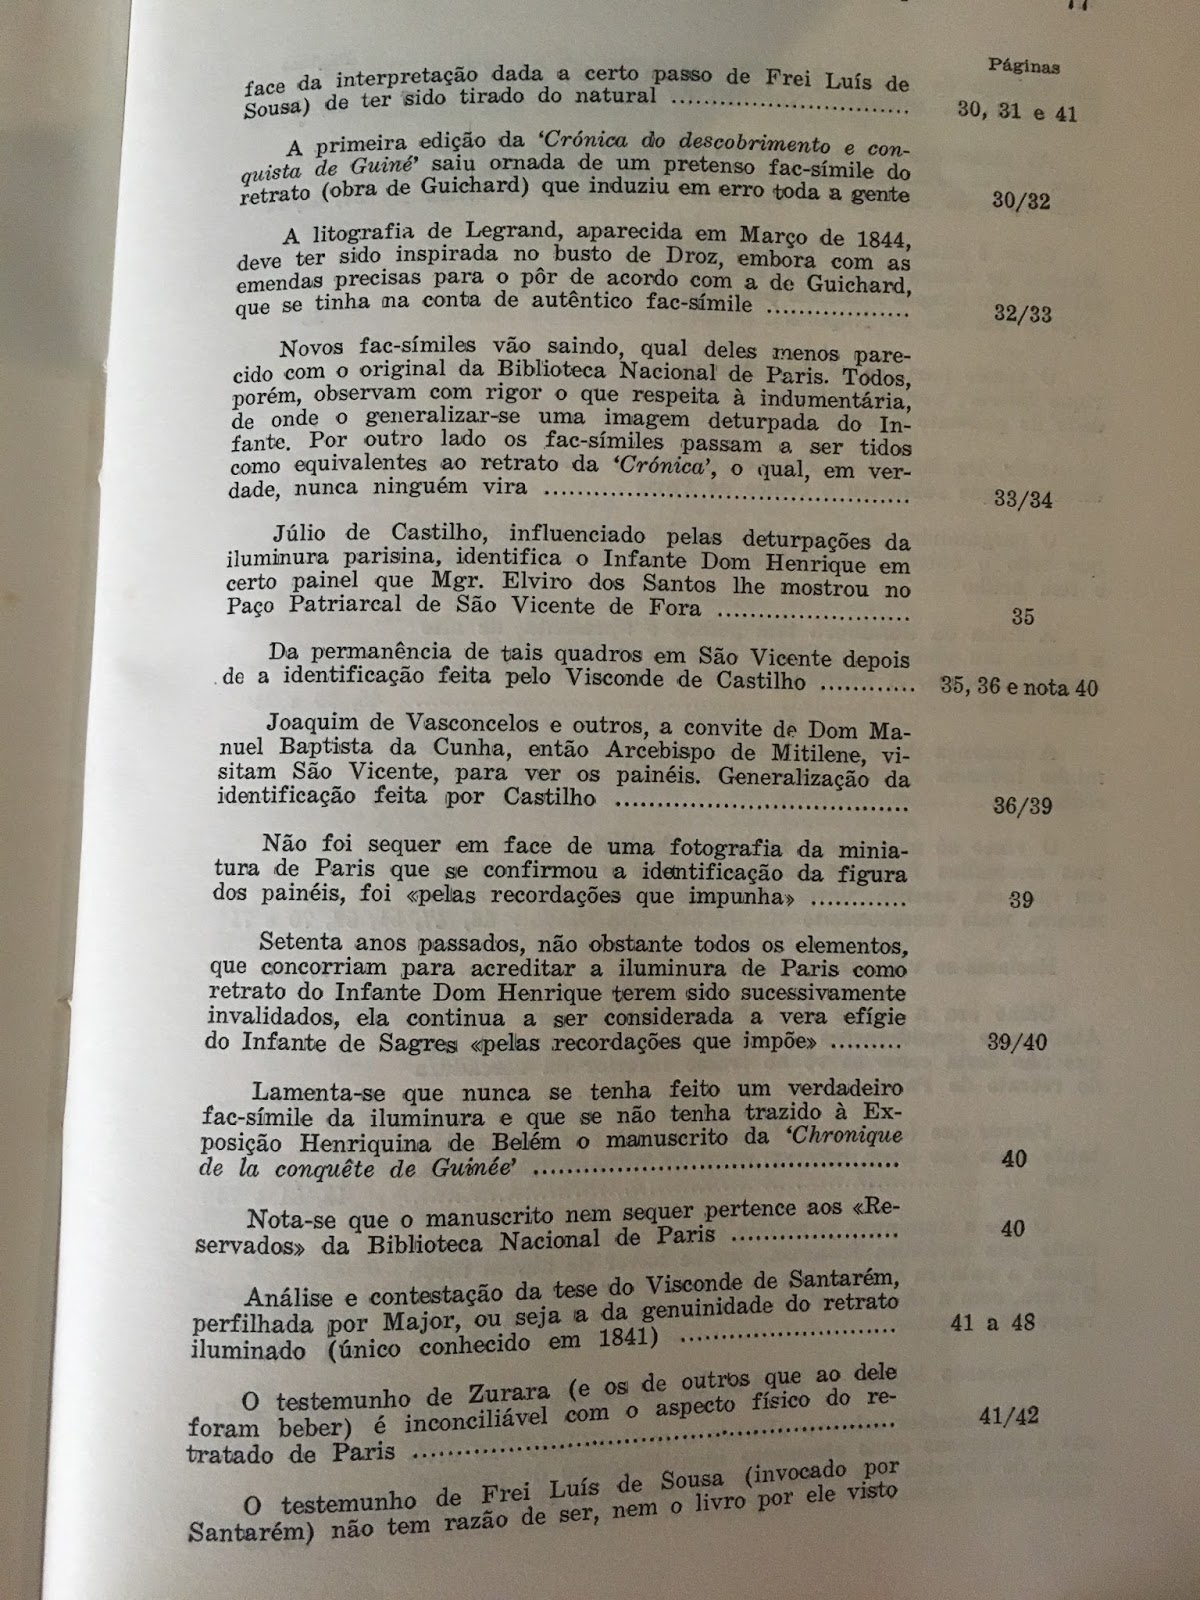 Páginas
face da interpretação dada a certo passo de Frei Luís de
Sousa) de ter sido tirado do natural .............................. 30, 31 e 41
A primeira edição da ‘Crónica do descobrimento e con-
quista de Guiné’ saiu ornada de um pretenso fac-símile do
retrato (obra de Guichard) que induziu em erro toda a gente 30/32
A litografia de Legrand, aparecida em Março de 1844,
deve ter sido inspirada no busto de Droz, embora com as
emendas precisas para o pôr de acordo com a de Guichard,
que se tinha na conta de autêntico fac-símile .................. 32/33
Novos fac-símiles vão saindo, qual deles menos pare-
cido com o original da Biblioteca Nacional de Paris. Todos,
porém, observam com rigor o que respeita à indumentária,
de onde o generalizar-se uma imagem deturpada do In-
fante. Por outro lado os fac-símiles passam a ser tidos
como equivalentes ao retrato da ‘Crónica’, o qual, em ver-
dade, nunca ninguém vira .............................................. 33/34
Júlio de Castilho, influenciado pelas deturpações da
iluminura parisina, identifica o Infante Dom Henrique em
certo painel que Mgr. Elviro dos Santos lhe mostrou no
Paço Patriarcal de São Vicente de Fora ........................ 35
Da permanência de tais quadros em São Vicente depois
de a identificação feita pelo Visconde de Castilho ............ 35, 36 e nota 40
Joaquim de Vasconcelos e outros, a convite de Dom Ma-
nuel Baptista da Cunha, então Arcebispo de Mitilene, vi-
sitam São Vicente, para ver os painéis. Generalização da
identificação feita por Castilho ..................................... 36/39
Não foi sequer em face de uma fotografia da minia-
tura de Paris que se confirmou a identificação da figura
dos painéis, foi «pelas recordações que impunha» ............ 39
Setenta anos passados, não obstante todos os elementos,
que concorriam para acreditar a iluminura de Paris como
retrato do Infante Dom Henrique terem sido sucessivamente
invalidados, ela continua a ser considerada a vera efígie
do Infante de Sagres «pelas recordações que impõe» ......... 39/40
Lamenta-se que nunca se tenha feito um verdadeiro
fac-símile da iluminura e que se não tenha trazido à Ex-
posição Henriquina de Belém o manuscrito da ‘Chronique
de la conquête de Guinée’ .............................................. 40
Nota-se que o manuscrito nem sequer pertence aos «Re-
servados» da Biblioteca Nacional de Paris ..................... 40
Análise e contestação da tese do Visconde de Santarém,
perfilhada por Major, ou seja a da genuinidade do retrato
iluminado (único conhecido em 1841) ........................... 41 a 48
O testemunho de Zurara (e os de outros que ao dele
foram beber) é inconciliável com o aspecto físico do re-
tratado de Paris ............................................................ 41/42
O testemunho de Frei Luís de Sousa (invocado por
Santarém) não tem razão de ser, nem o livro por ele visto